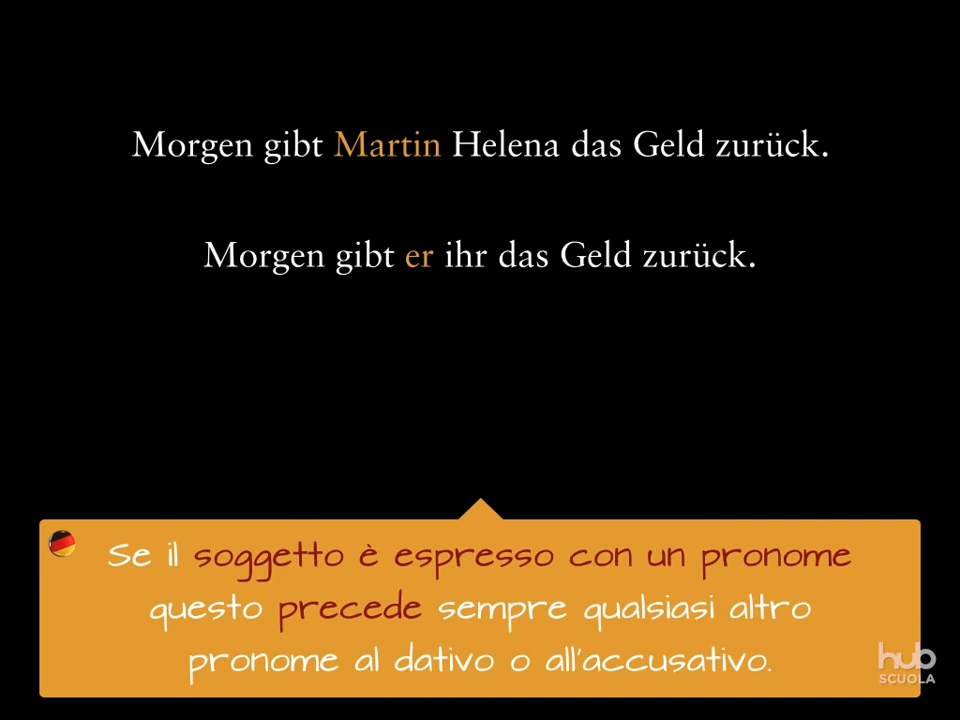 Morgen gibt Martin Helena das Geld zurück.
Morgen gibt er ihr das Geld zurück.
Se il soggetto è espresso con un pronome
questo precede sempre qualsiasi altro
pronome al dativo o all'accusativo.
hub
SCUOLA